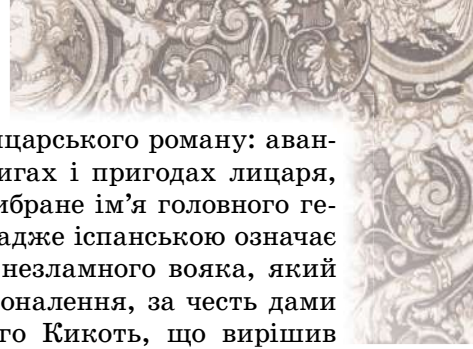 ицарського роману: аван-
игах і пригодах лицаря,
ибране ім'я головного ге-
адже іспанською означає
незламного вояка, який
оналення, за честь дами
го Кикоть, що вирішив